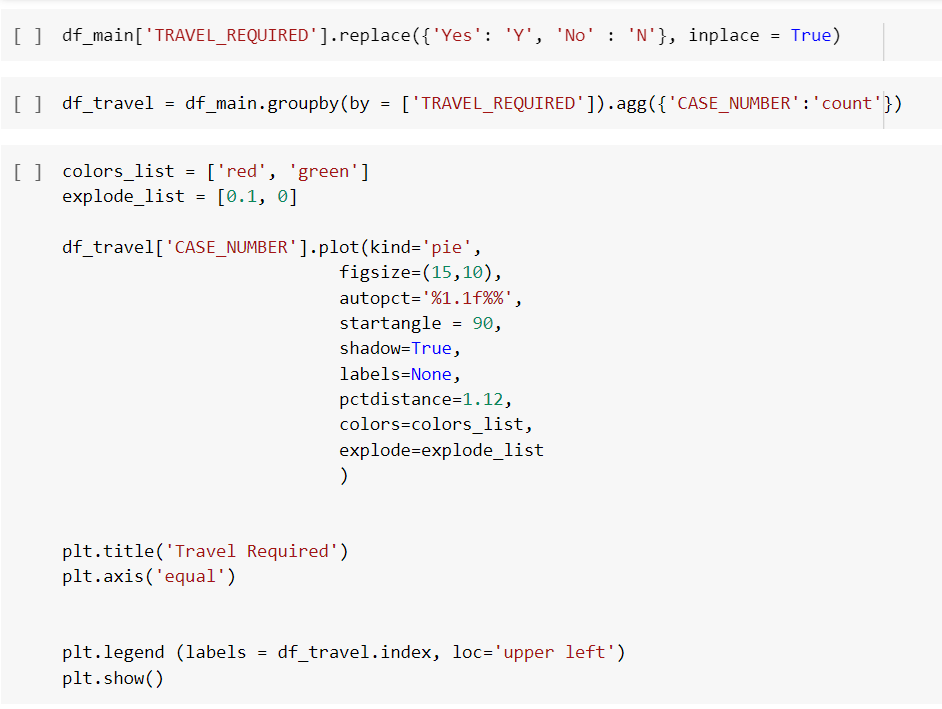 [ ] df_main['TRAVEL_REQUIRED'].replace({'Yes': 'Y', 'No' : 'N'}, inplace = True)
[ ] df_travel = df_main.groupby(by = ['TRAVEL_REQUIRED']).agg({'CASE_NUMBER':'count'})
[ ] colors_list = ['red', 'green']
explode_list = [0.1, 0]
df_travel['CASE_NUMBER'].plot(kind='pie',
figsize=(15,10),
autopct='%1.1f%%',
startangle = 90,
shadow=True,
labels=None,
pctdistance=1.12,
colors=colors_list,
explode=explode_list
)
plt.title('Travel Required')
plt.axis('equal')
plt.legend (labels = df_travel.index, loc='upper left')
plt.show()